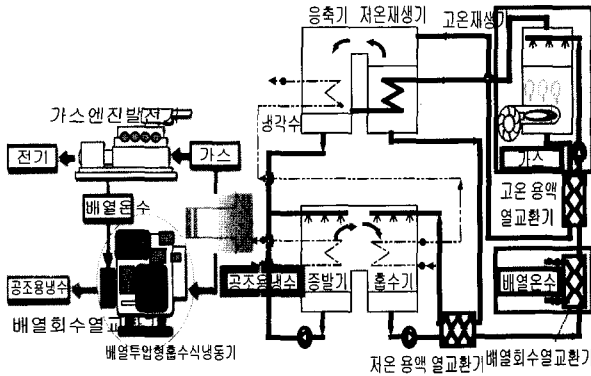 응축기 저온재생기
고온재생기
냉각수
가스엔진발전기
전기
가스
배열온수
공조용냉수
배열회수열교
배열투입형흡수식냉동기
가스
고온 용액
열교환기
공조용냉수
증발기
흡수기
배열온수
저온 용액 열교환기
배열회수열교환기